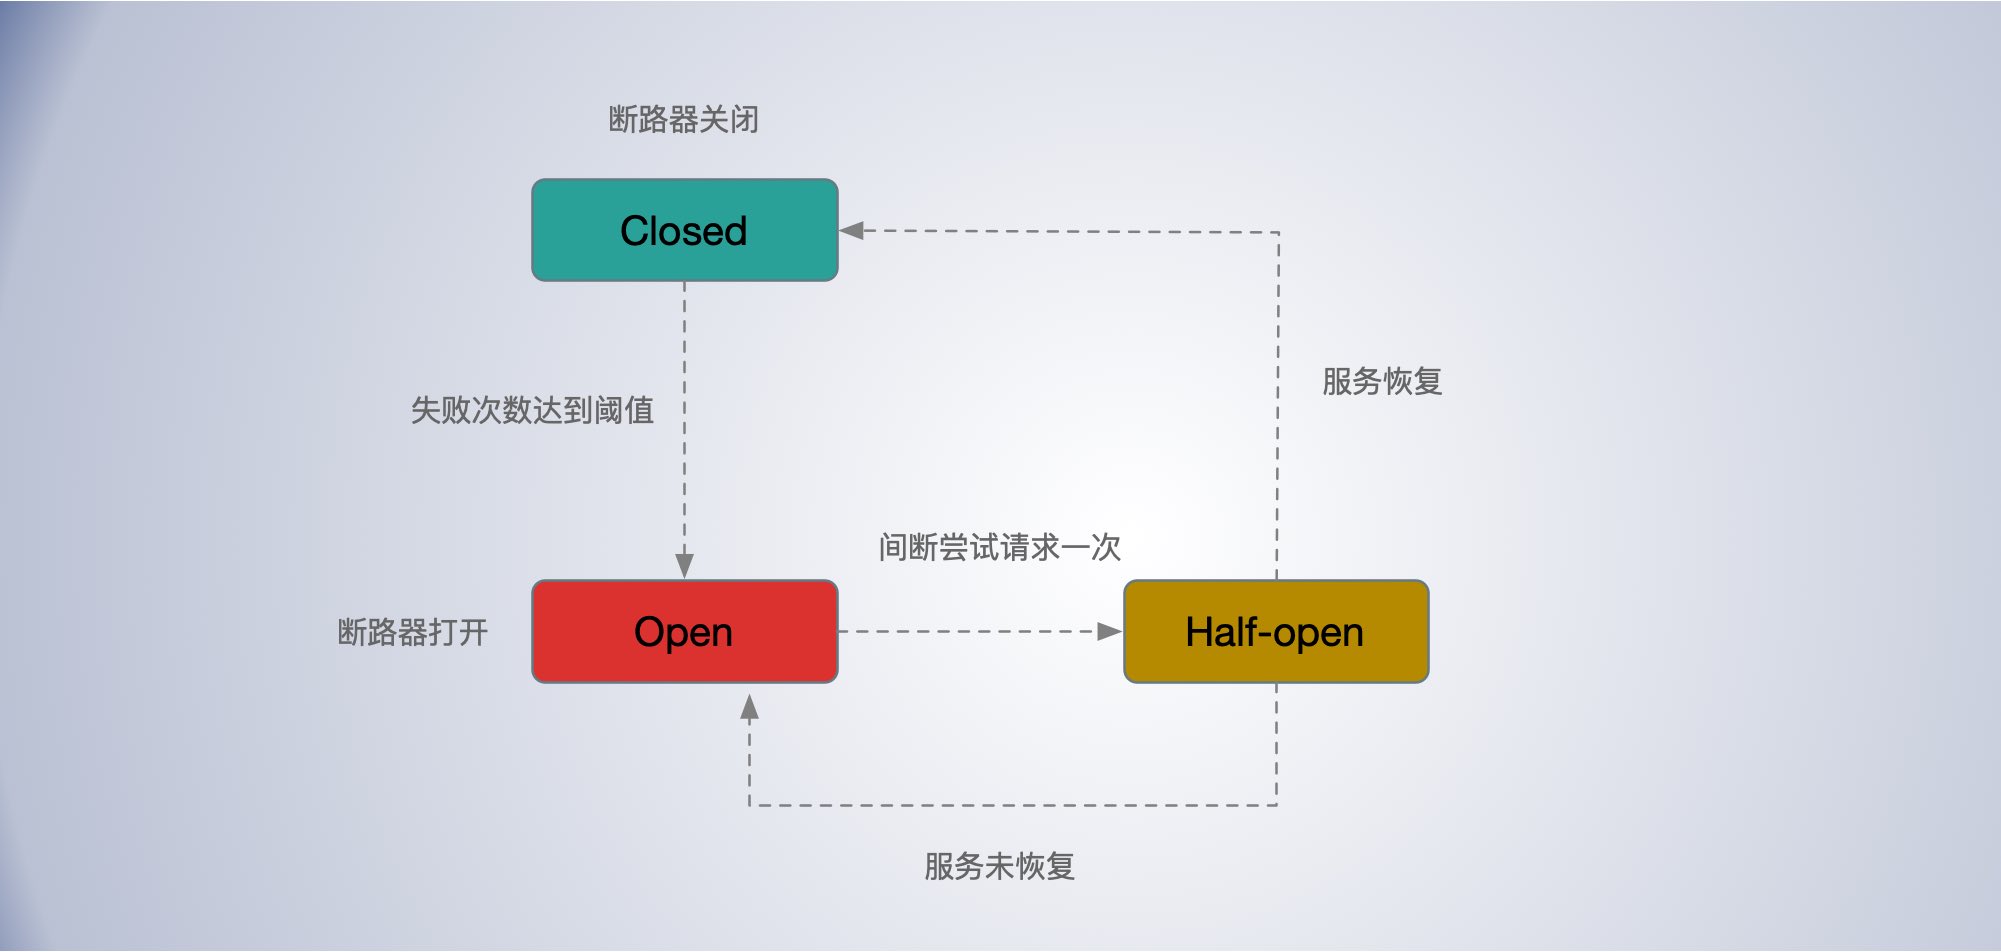 断路器关闭
Closed
服务恢复
失败次数达到阈值
间断尝试请求一次
断路器打开
Open
Half-open
服务未恢复